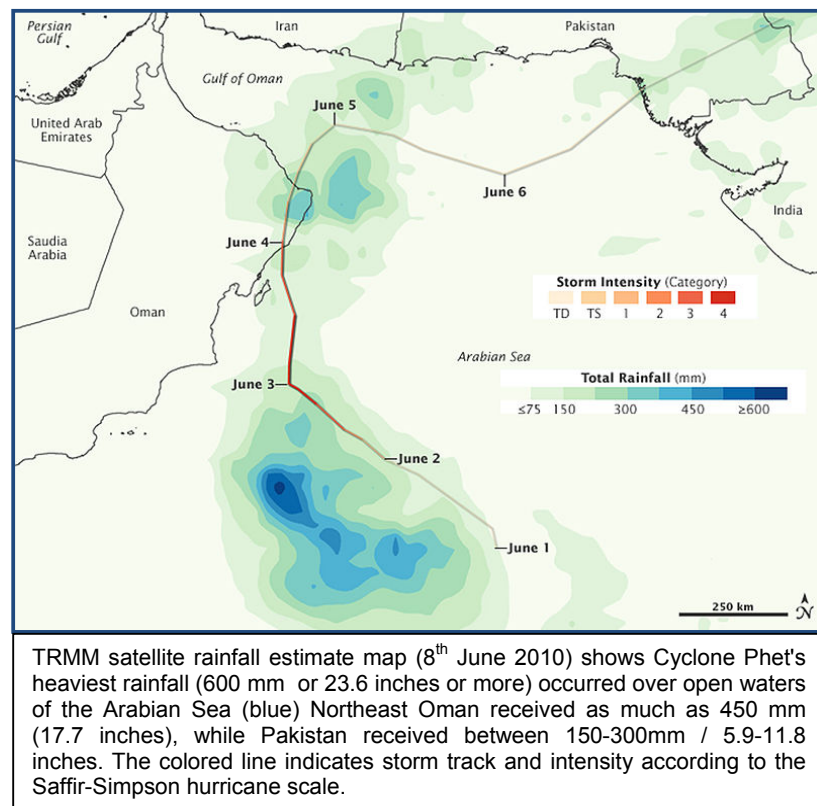 Persian
Gulf
Iran
Pakistan
Gulf of Oman
June 5
United Arab
Emirates
June 6
India
June 4
Saudia
Arabia
Storm Intensity (Category)
TD TS 1 2 3 4
Oman
Arabian Sea
Total Rainfall (mm)
≤75 150 300 450 ≥600
June 3
June 2
June 1
250 km
N
TRMM satellite rainfall estimate map (8th June 2010) shows Cyclone Phet's
heaviest rainfall (600 mm or 23.6 inches or more) occurred over open waters
of the Arabian Sea (blue) Northeast Oman received as much as 450 mm
(17.7 inches), while Pakistan received between 150-300mm / 5.9-11.8
inches. The colored line indicates storm track and intensity according to the
Saffir-Simpson hurricane scale.